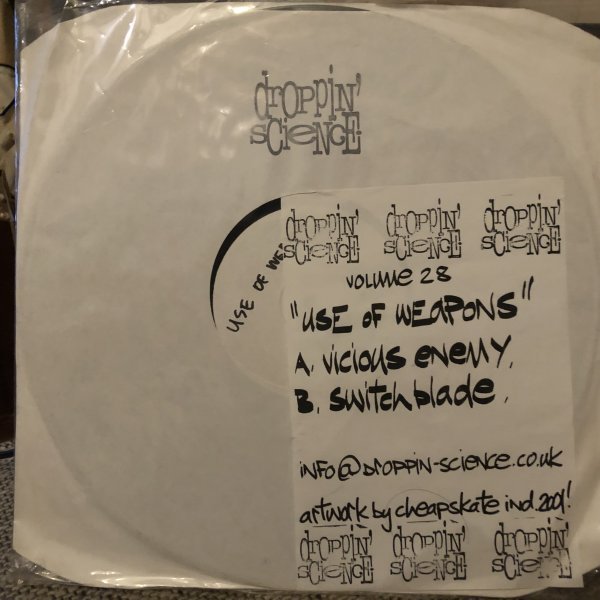 droppin'
science
USE OF WE
droppin' droppin' droppin'
science science science
VOLUME 28
"USE OF WEAPONS"
A. VICIOUS ENEMY.
B. SWITCHBLADE.
INFO@DROPPIN-SCIENCE.CO.UK
artwork by cheapskate ind. 2001!
droppin' droppin' droppin'
science science science